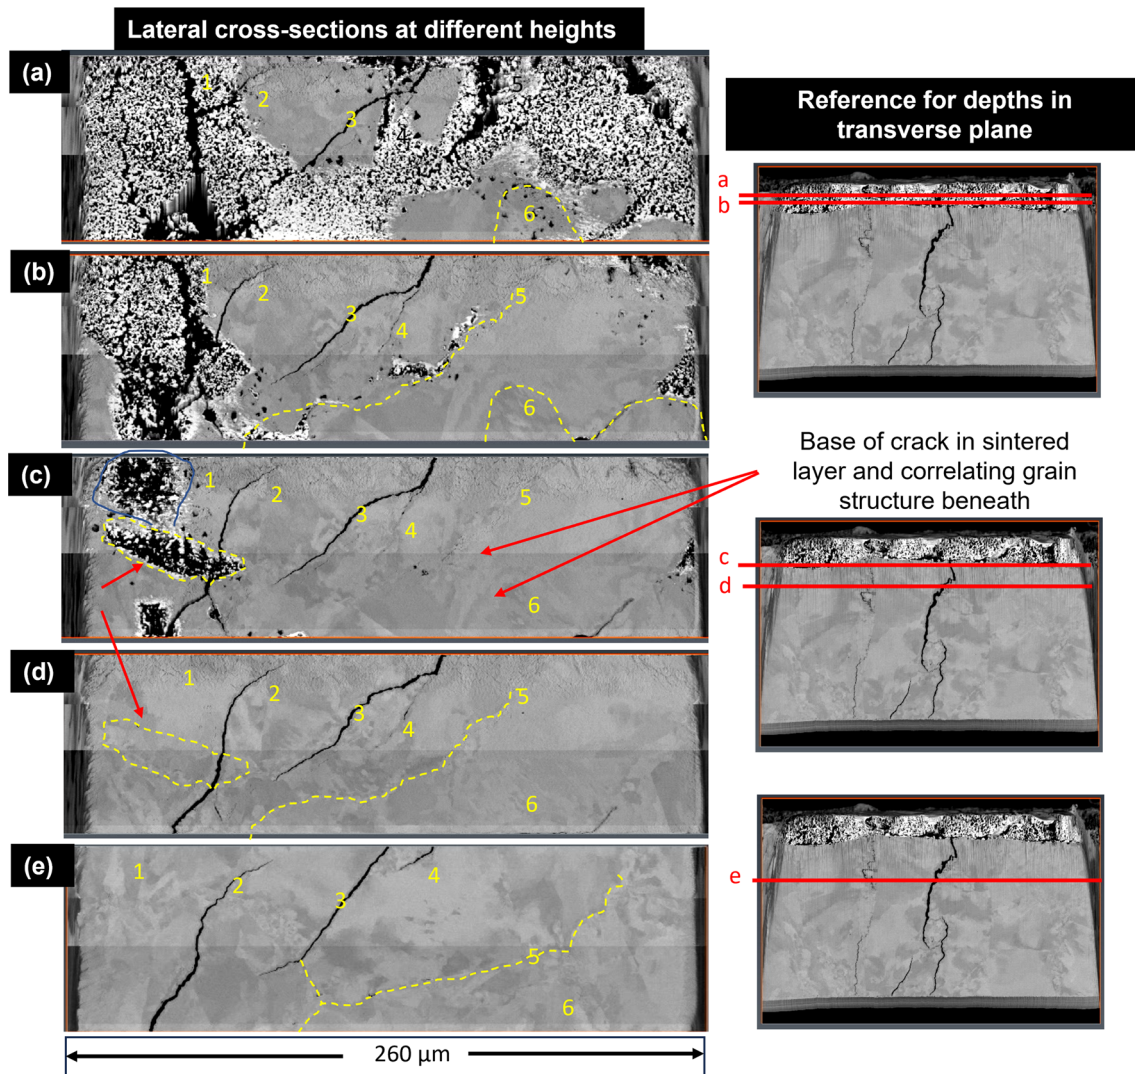 Lateral cross-sections at different heights
(a)
1
2
3
4
5
6
Reference for depths in
transverse plane
a
b
(b)
1
2
3
4
5
6
Base of crack in sintered
layer and correlating grain
structure beneath
(c)
1
2
3
4
5
6
c
d
(d)
1
2
3
4
5
6
(e)
1
2
3
4
5
6
e
260 μm